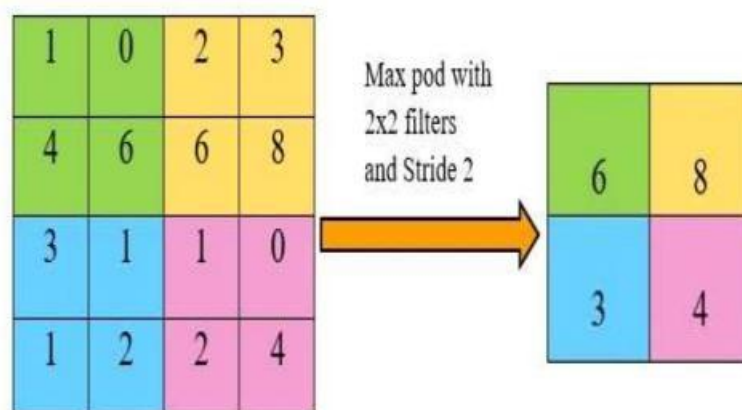 1 0 2 3
4 6 6 8
3 1 1 0
1 2 2 4
Max pod with
2x2 filters
and Stride 2
6 8
3 4